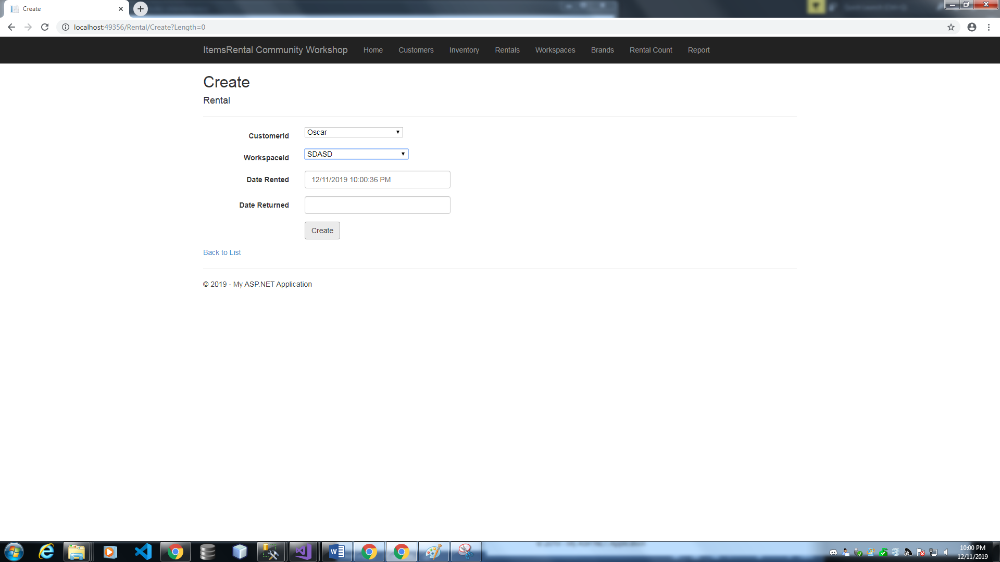 Create
localhost:49356/Rental/Create?Length=0
ItemsRental Community Workshop Home Customers Inventory Rentals Workspaces Brands Rental Count Report
Create
Rental
CustomerId Oscar
WorkspaceId SDASD
Date Rented 12/11/2019 10:00:36 PM
Date Returned
Create
Back to List
© 2019 - My ASP.NET Application
10:00 PM
12/11/2019